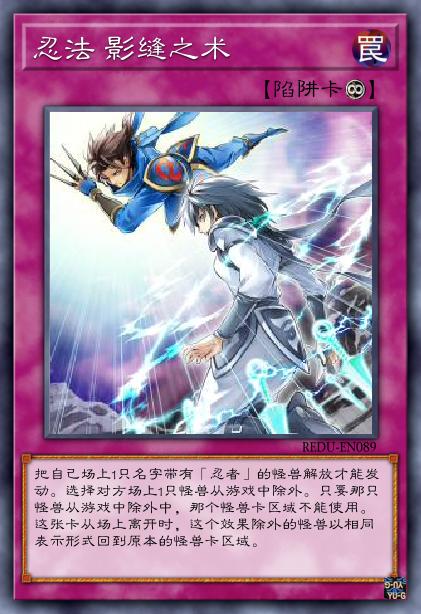 忍法 影缝之术
罠
【陷阱卡】
REDU-EN089
把自己场上1只名字带有「忍者」的怪兽解放才能发
动。选择对方场上1只怪兽从游戏中除外。只要那只
怪兽从游戏中除外中，那个怪兽卡区域不能使用。
这张卡从场上离开时，这个效果除外的怪兽以相同
表示形式回到原本的怪兽卡区域。
YU-G